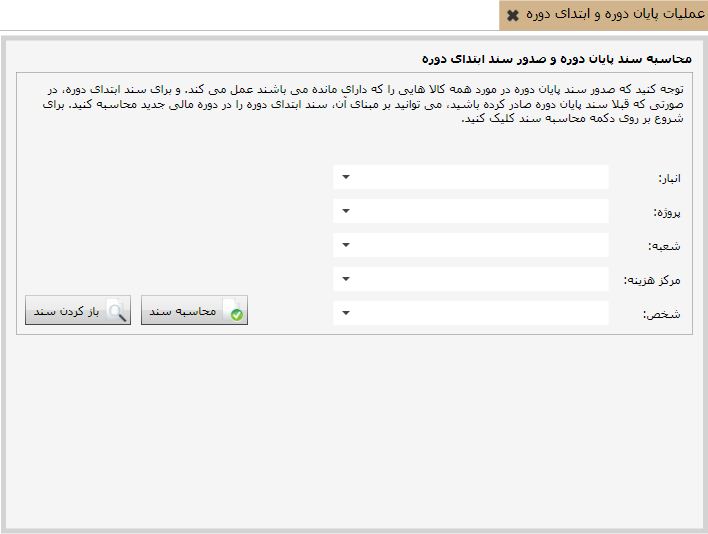 عملیات پایان دوره و ابتدای دوره
محاسبه سند پایان دوره و صدور سند ابتدای دوره
توجه کنید که صدور سند پایان دوره در مورد همه کالا هایی را که دارای مانده می باشند عمل می کند. و برای سند ابتدای دوره، در
صورتی که قبلا سند پایان دوره صادر کرده باشید، می توانید بر مبنای آن، سند ابتدای دوره را در دوره مالی جدید محاسبه کنید. برای
شروع بر روی دکمه محاسبه سند کلیک کنید.
انبار:
پروژه:
شعبه:
مرکز هزینه:
شخص:
محاسبه سند
باز کردن سند